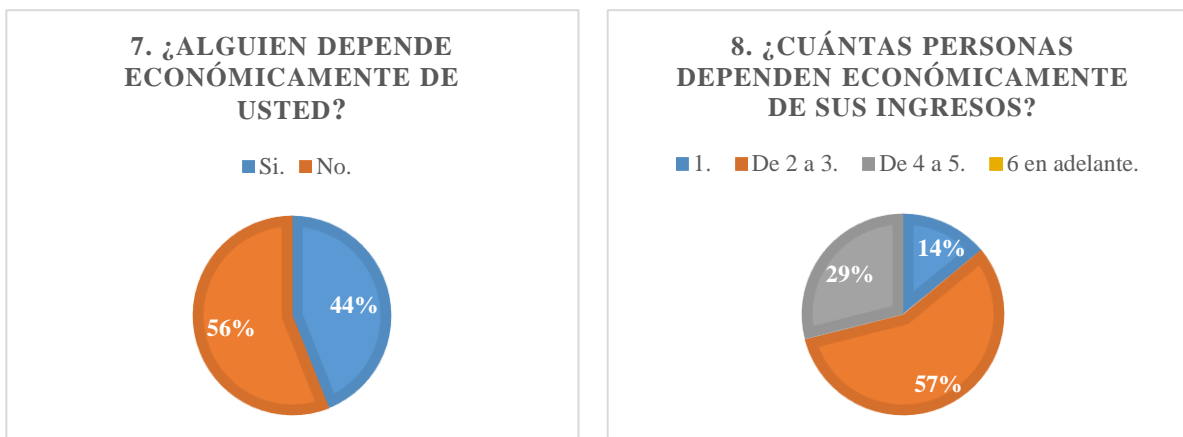 7. ¿ALGUIEN DEPENDE
ECONÓMICAMENTE DE
USTED?
Si. No.
44%
56%
8. ¿CUÁNTAS PERSONAS
DEPENDEN ECONÓMICAMENTE
DE SUS INGRESOS?
1. De 2 a 3. De 4 a 5. 6 en adelante.
14%
29%
57%